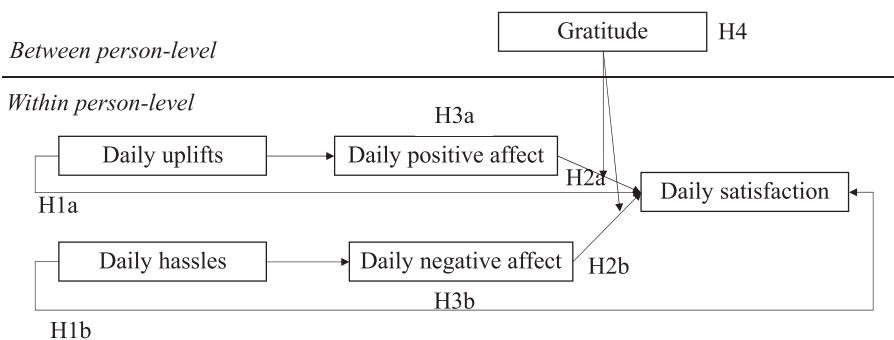 Gratitude H4
Between person-level
Within person-level
H3a
Daily uplifts Daily positive affect
H2a
Daily satisfaction
H1a
Daily hassles Daily negative affect
H2b
H3b
H1b